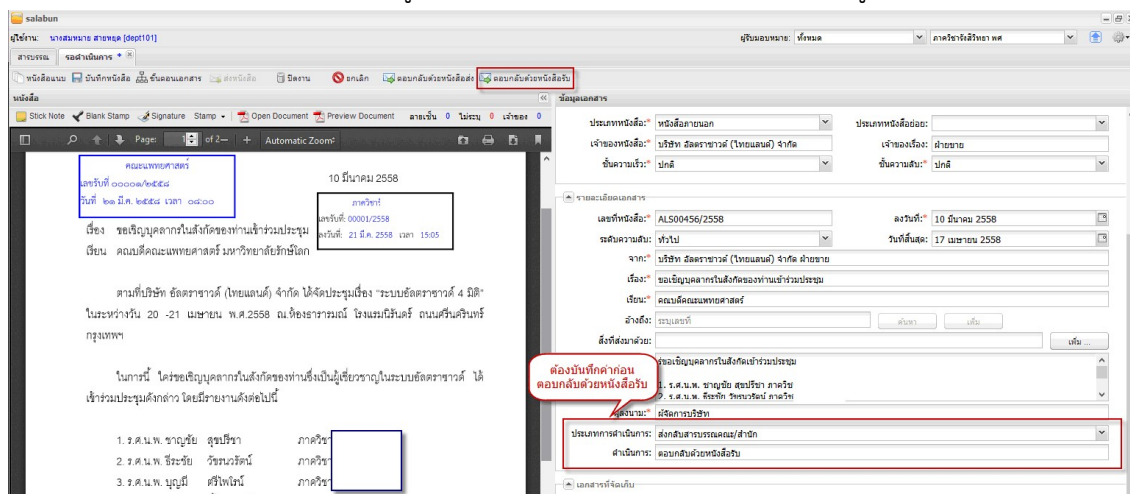 salabun
ผู้ใช้งาน: นางสมหมาย สายหยุด [dept101]
ผู้รับมอบหมาย: ทั้งหมด ภาควิชารังสีวิทยา พศ
สารบรรณ รอดำเนินการ *
หนังสือแนบ บันทึกหนังสือ ขั้นตอนเอกสาร ส่งหนังสือ ปิดงาน ยกเลิก ตอบกลับด้วยหนังสือส่ง ตอบกลับด้วยหนังสือรับ
หนังสือ
Stick Note Blank Stamp Signature Stamp Open Document Preview Document ลายเซ็น 0 ไม่ระบุ 0 เจ้าของ 0
Page: 1 of 2 Automatic Zoom
คณะแพทยศาสตร์
เลขรับที่ ๐๐๐๐๑/๒๕๕๘
วันที่ ๒๑ มี.ค. ๒๕๕๘ เวลา ๐๘:๐๐
10 มีนาคม 2558
ภาควิชาร์
เลขรับที่: 00001/2558
ลงวันที่: 21 มี.ค. 2558 เวลา 15:05
เรื่อง ขอเชิญบุคลากรในสังกัดของท่านเข้าร่วมประชุม
เรียน คณบดีคณะแพทยศาสตร์ มหาวิทยาลัยรักษ์โลก
ตามที่บริษัท อัลตราซาวด์ (ไทยแลนด์) จำกัด ได้จัดประชุมเรื่อง “ระบบอัลตราซาวด์ 4 มิติ”
ในระหว่างวัน 20 -21 เมษายน พ.ศ.2558 ณ.ห้องธารารมณ์ โรงแรมนิรันดร์ ถนนศรีนครินทร์
กรุงเทพฯ
ในการนี้ ใคร่ขอเชิญบุคลากรในสังกัดของท่านซึ่งเป็นผู้เชี่ยวชาญในระบบอัลตราซาวด์ ได้
เข้าร่วมประชุมดังกล่าว โดยมีรายงานดังต่อไปนี้
1. ร.ศ.น.พ. ชาญชัย สุขปรีชา ภาควิชา
2. ร.ศ.น.พ. ธีระชัย วัชรนวรัตน์ ภาควิชา
3. ร.ศ.น.พ. บุญมี ศรีไพโรน์ ภาควิชา
ข้อมูลเอกสาร
ประเภทหนังสือ:* หนังสือภายนอก ประเภทหนังสือย่อย:
เจ้าของหนังสือ:* บริษัท อัลตราซาวด์ (ไทยแลนด์) จำกัด เจ้าของเรื่อง: ฝ่ายขาย
ชั้นความเร็ว:* ปกติ ชั้นความลับ:* ปกติ
รายละเอียดเอกสาร
เลขที่หนังสือ:* ALS00456/2558 ลงวันที่:* 10 มีนาคม 2558
ระดับความลับ: ทั่วไป วันที่สิ้นสุด: 17 เมษายน 2558
จาก:* บริษัท อัลตราซาวด์ (ไทยแลนด์) จำกัด ฝ่ายขาย
เรื่อง:* ขอเชิญบุคลากรในสังกัดของท่านเข้าร่วมประชุม
เรียน:* คณบดีคณะแพทยศาสตร์
อ้างถึง: ระบุเลขที่ ค้นหา เพิ่ม
สิ่งที่ส่งมาด้วย: เพิ่ม ...
ขอเชิญบุคลากรในสังกัดเข้าร่วมประชุม
1. ร.ศ.น.พ. ชาญชัย สุขปรีชา ภาควิช
2. ร.ศ.น.พ. ธีระชัย วัชรนวรัตน์ ภาควิช
ต้องบันทึกค่าก่อน
ตอบกลับด้วยหนังสือรับ
ผู้ลงนาม:* ผู้จัดการบริษัท
ประเภทการดำเนินการ: ส่งกลับสารบรรณคณะ/สำนัก
ดำเนินการ: ตอบกลับด้วยหนังสือรับ
เอกสารที่จัดเก็บ